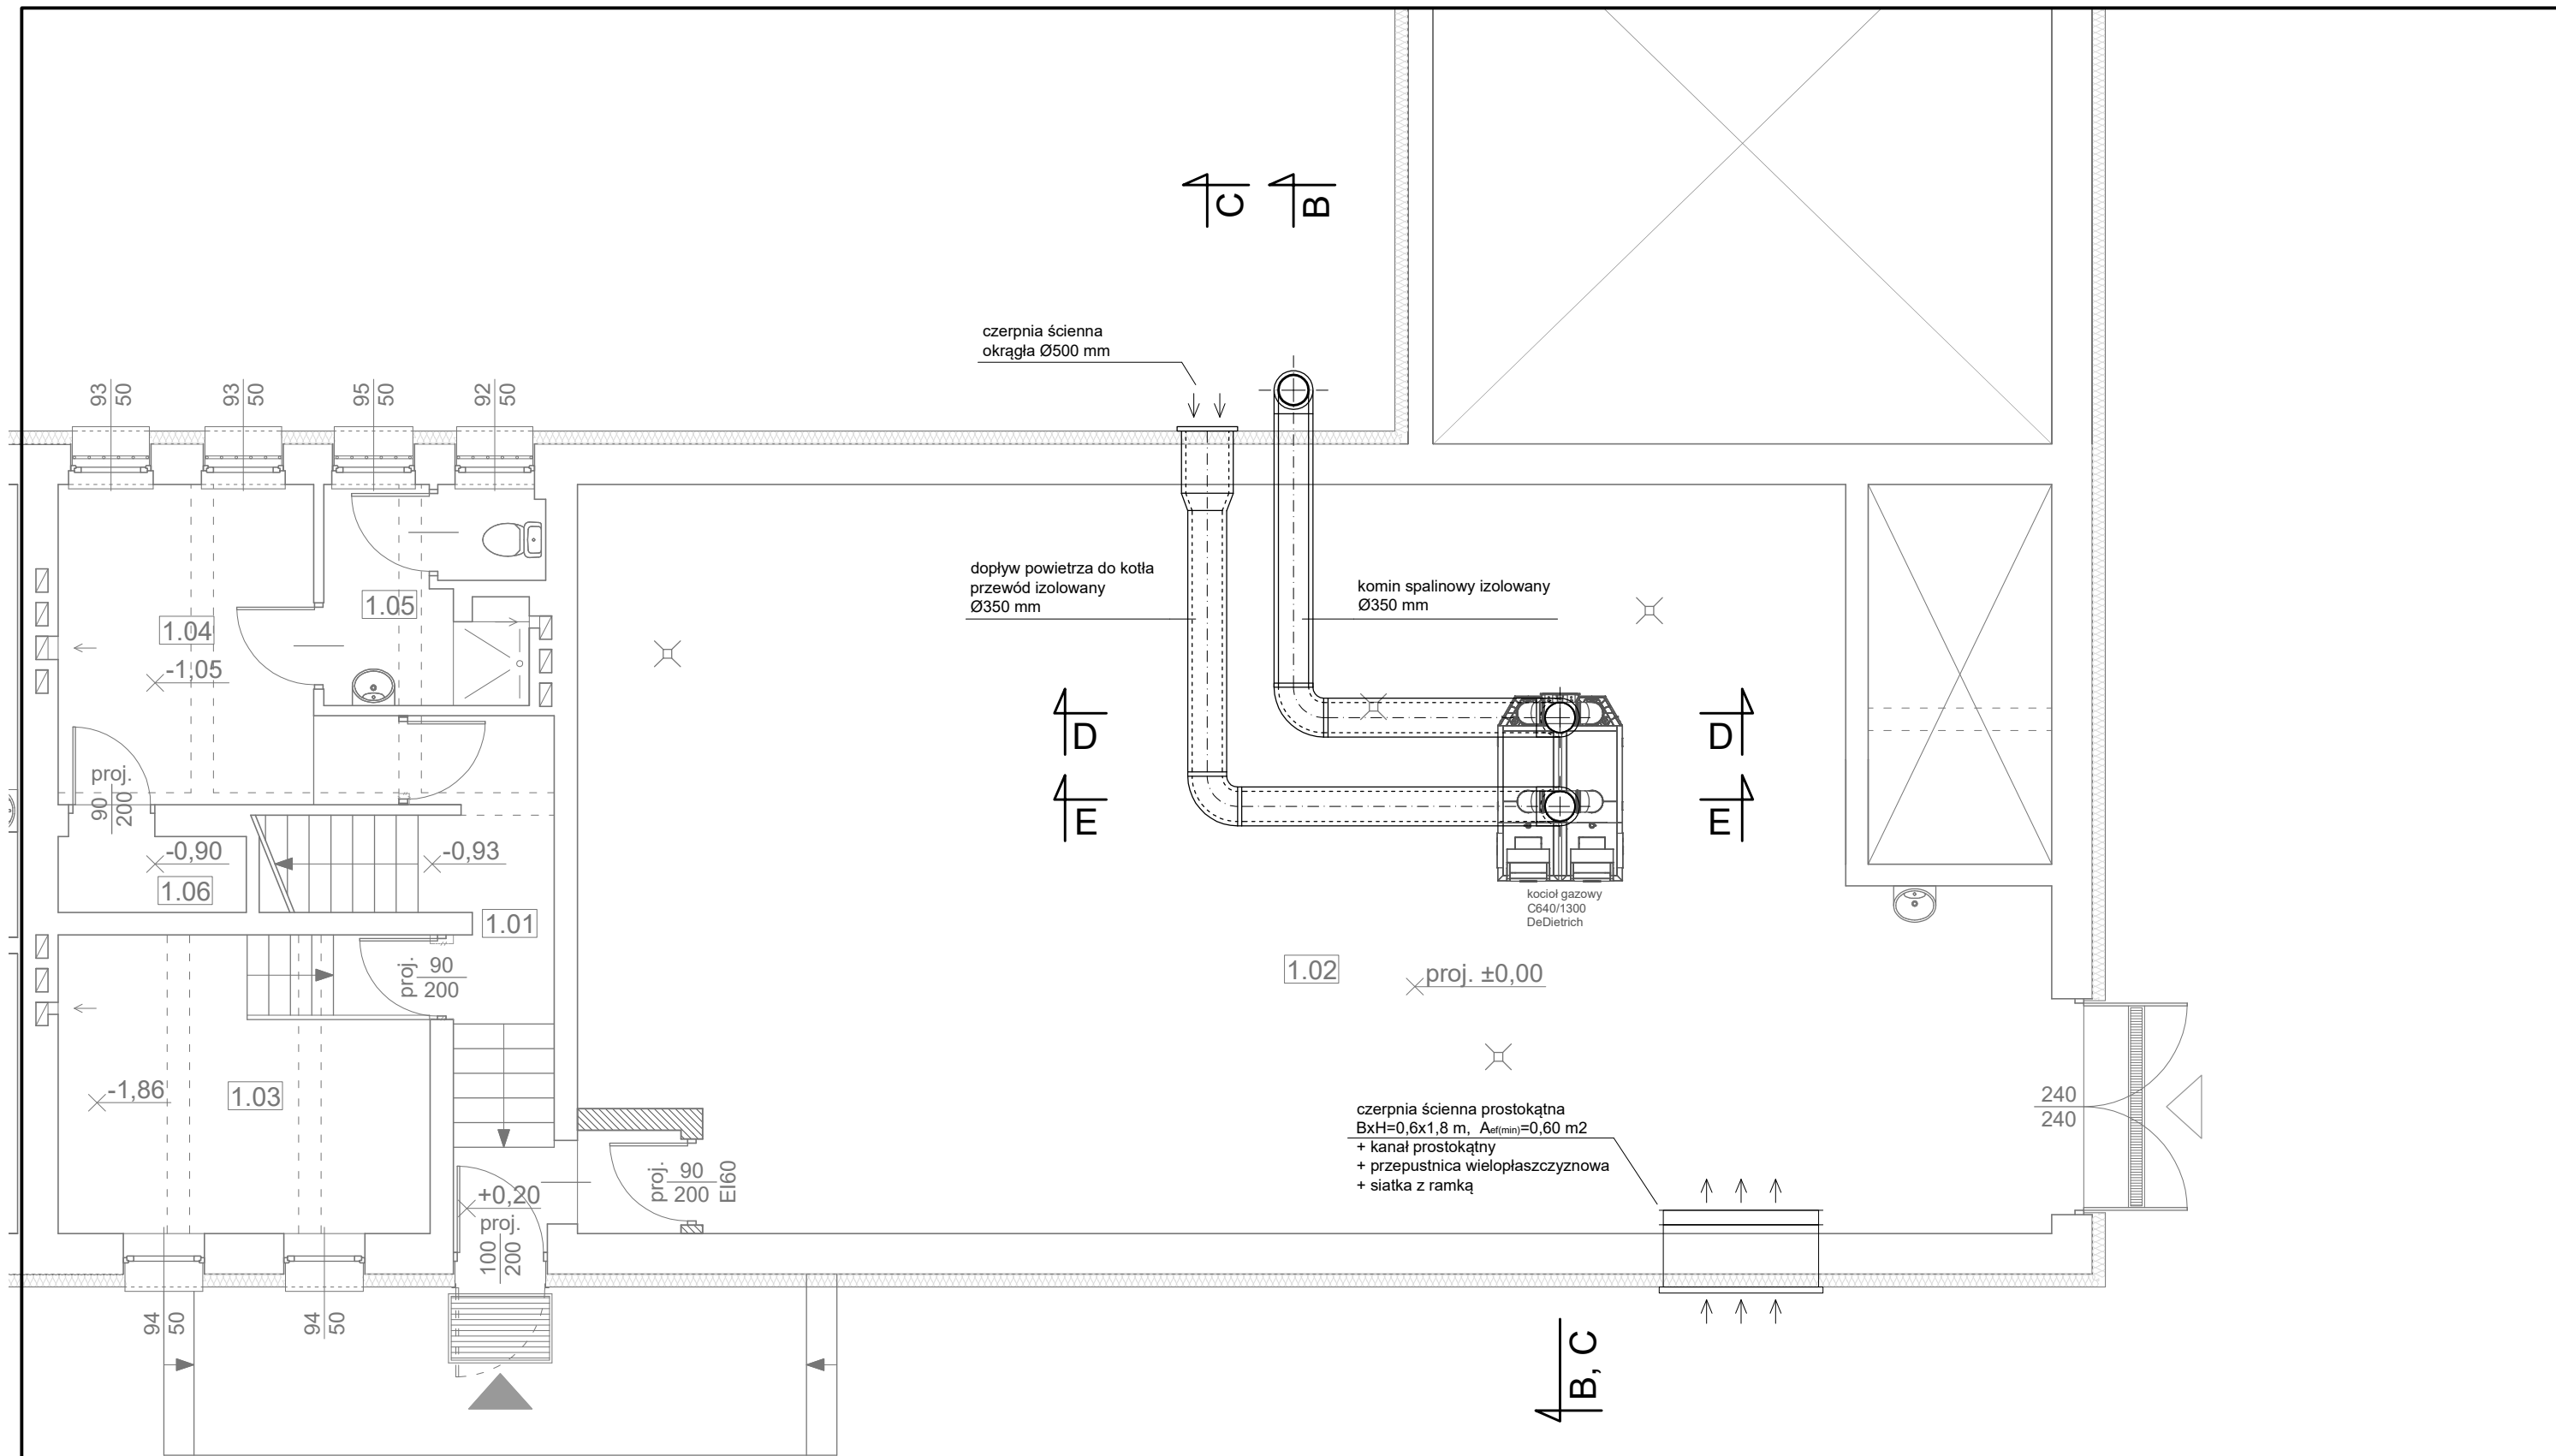 C
B
czerpnia ścienna
okrągła Ø500 mm
93
50
93
50
95
50
92
50
dopływ powietrza do kotła
przewód izolowany
Ø350 mm
komin spalinowy izolowany
Ø350 mm
1.05
1.04
-1,05
D
D
proj.
90
200
E
E
-0,90
-0,93
1.06
1.01
kocioł gazowy
C640/1300
DeDietrich
proj.
90
200
1.02
proj. ±0,00
-1,86
1.03
czerpnia ścienna prostokątna
BxH=0,6x1,8 m, Aef(min)=0,60 m2
+ kanał prostokątny
+ przepustnica wielopłaszczyznowa
+ siatka z ramką
240
240
proj.
90
200
EI60
+0,20
proj.
100
200
94
50
94
50
B, C